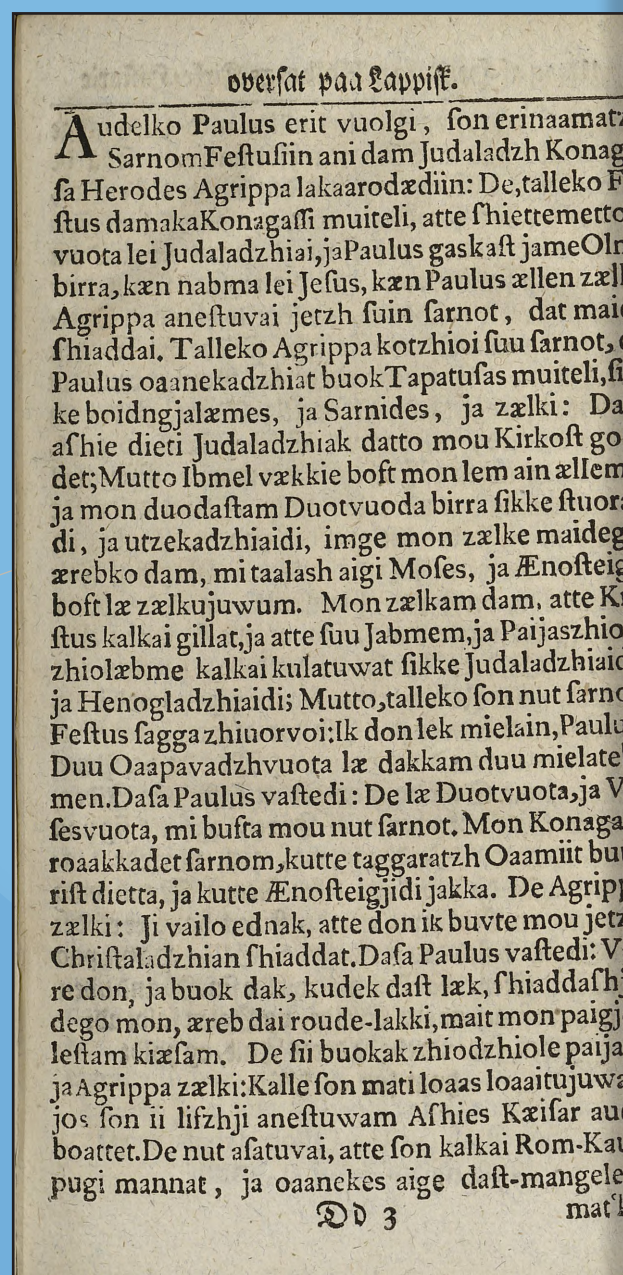 oversat paa Lappisk.
Audelko Paulus erit vuolgi, ſon erinaamat
SarnomFeſtuſiin ani dam Judaladzh Konag
ſa Herodes Agrippa lakaarodædiin: De,talleko F
ſtus damakaKonagaſſi muiteli, atte ſhiettemetto
vuota lei Judaladzhiai,jaPaulus gaskaſt jameOlm
birra,kæn nabma lei Jeſus, kæn Paulus ællen zæl
Agrippa aneſtuvai jetzh ſuin ſarnot, dat mai
ſhiaddai. Talleko Agrippa kotzhioi ſuu ſarnot,
Paulus oaanekadzhiat buokTapatuſas muiteli,ſi
ke boidngjalæmes, ja Sarnides, ja zælki: Da
aſhie dieti Judaladzhiak datto mou Kirkoſt go
det;Mutto Ibmel vækkie boſt mon lem ain ællem
ja mon duodaſtam Duotvuoda birra ſikke ſtuor
di, ja utzekadzhiaidi, imge mon zælke maideg
ærebko dam, mi taalash aigi Moſes, ja Ænoſteig
boſt læ zælkujuwum. Mon zælkam dam, atte K
ſtus kalkai gillat,ja atte ſuu Jabmem,ja Paijaszhio
zhiolæbme kalkai kulatuwat ſikke Judaladzhiaid
ja Henogladzhiaidi; Mutto,talleko ſon nut ſarno
Feſtus ſagga zhiuorvoi:Ik don lek mielain,Paulu
Duu Oaapavadzhvuota læ dakkam duu mielate
men.Daſa Paulus vaſtedi: De læ Duotvuota,ja V
ſesvuota, mi buſta mou nut ſarnot. Mon Konaga
roaakkadet ſarnom,kutte taggaratzh Oaamiit bu
riſt dietta, ja kutte Ænoſteigjidi jakka. De Agripp
zælki: Ji vailo ednak, atte don ik buvte mou jetz
Chriſtaladzhian ſhiaddat.Daſa Paulus vaſtedi: V
re don, ja buok dak, kudek daſt læk, ſhiaddaſh
dego mon, æreb dai roude-lakki,mait mon paigj
leſtam kiæſam. De ſii buokak zhiodzhiole paija
ja Agrippa zælki:Kalle ſon mati loaas loaaitujuwa
jos ſon ii liſzhji aneſtuwam Aſhies Kæiſar au
boattet.De nut aſatuvai, atte ſon kalkai Rom-Kau
pugi mannat, ja oaanekes aige daſt-mangele
Dd 3 mat